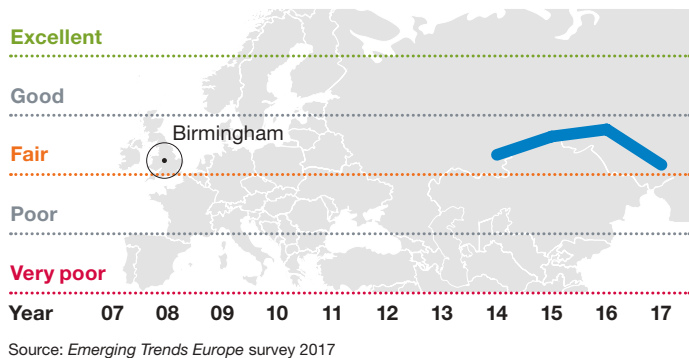 Excellent
Good
Birmingham
Fair
Poor
Very poor
Year 07 08 09 10 11 12 13 14 15 16 17
Source: Emerging Trends Europe survey 2017